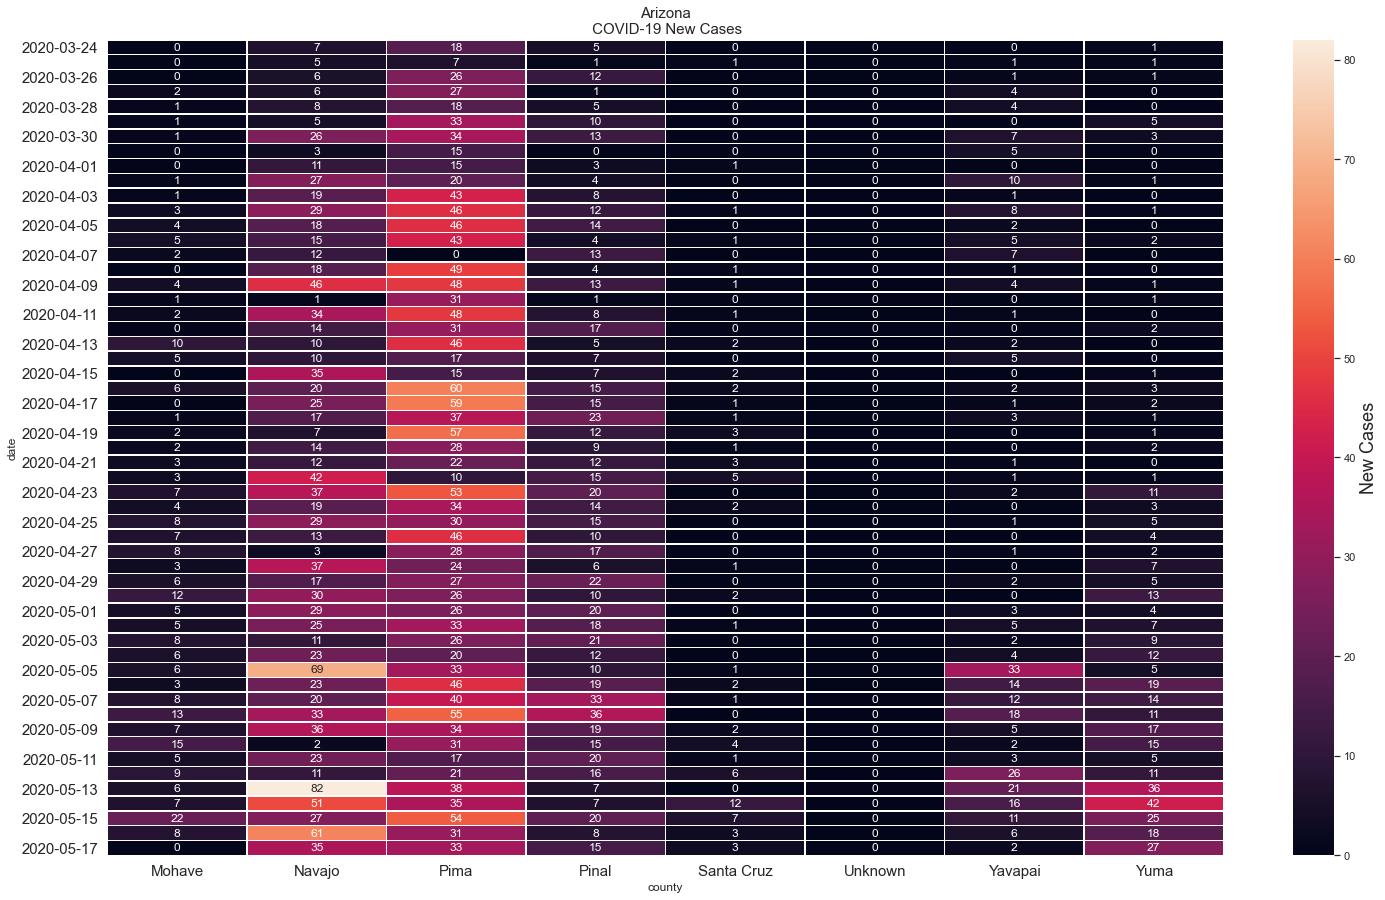 Arizona
COVID-19 New Cases
2020-03-24 0 7 18 5 0 0 0 1
0 5 7 1 1 0 1 1
2020-03-26 0 6 26 12 0 0 1 1
2 6 27 1 0 0 4 0
2020-03-28 1 8 18 5 0 0 4 0
1 5 33 10 0 0 0 5
2020-03-30 1 26 34 13 0 0 7 3
0 3 15 0 0 0 5 0
2020-04-01 0 11 15 3 1 0 0 0
1 27 20 4 0 0 10 1
2020-04-03 1 19 43 8 0 0 1 0
3 29 46 12 1 0 8 1
2020-04-05 4 18 46 14 0 0 2 0
5 15 43 4 1 0 5 2
2020-04-07 2 12 0 13 0 0 7 0
0 18 49 4 1 0 1 0
2020-04-09 4 46 48 13 1 0 4 1
1 1 31 1 0 0 0 1
2020-04-11 2 34 48 8 1 0 1 0
0 14 31 17 0 0 0 2
2020-04-13 10 10 46 5 2 0 2 0
5 10 17 7 0 0 5 0
2020-04-15 0 35 15 7 2 0 0 1
6 20 60 15 2 0 2 3
2020-04-17 0 25 59 15 1 0 1 2
1 17 37 23 1 0 3 1
2020-04-19 2 7 57 12 3 0 0 1
2 14 28 9 1 0 0 2
2020-04-21 3 12 22 12 3 0 1 0
3 42 10 15 5 0 1 1
2020-04-23 7 37 53 20 0 0 2 11
4 19 34 14 2 0 0 3
2020-04-25 8 29 30 15 0 0 1 5
7 13 46 10 0 0 0 4
2020-04-27 8 3 28 17 0 0 1 2
3 37 24 6 1 0 0 7
2020-04-29 6 17 27 22 0 0 2 5
12 30 26 10 2 0 0 13
2020-05-01 5 29 26 20 0 0 3 4
5 25 33 18 1 0 5 7
2020-05-03 8 11 26 21 0 0 2 9
6 23 20 12 0 0 4 12
2020-05-05 6 69 33 10 1 0 33 5
3 23 46 19 2 0 14 19
2020-05-07 8 20 40 33 1 0 12 14
13 33 55 36 0 0 18 11
2020-05-09 7 36 34 19 2 0 5 17
15 2 31 15 4 0 2 15
2020-05-11 5 23 17 20 1 0 3 5
9 11 21 16 6 0 26 11
2020-05-13 6 82 38 7 0 0 21 36
7 51 35 7 12 0 16 42
2020-05-15 22 27 54 20 7 0 11 25
8 61 31 8 3 0 6 18
2020-05-17 0 35 33 15 3 0 2 27
Mohave Navajo Pima Pinal Santa Cruz Unknown Yavapai Yuma
county
date
80
70
60
50
40
30
20
10
0
New Cases